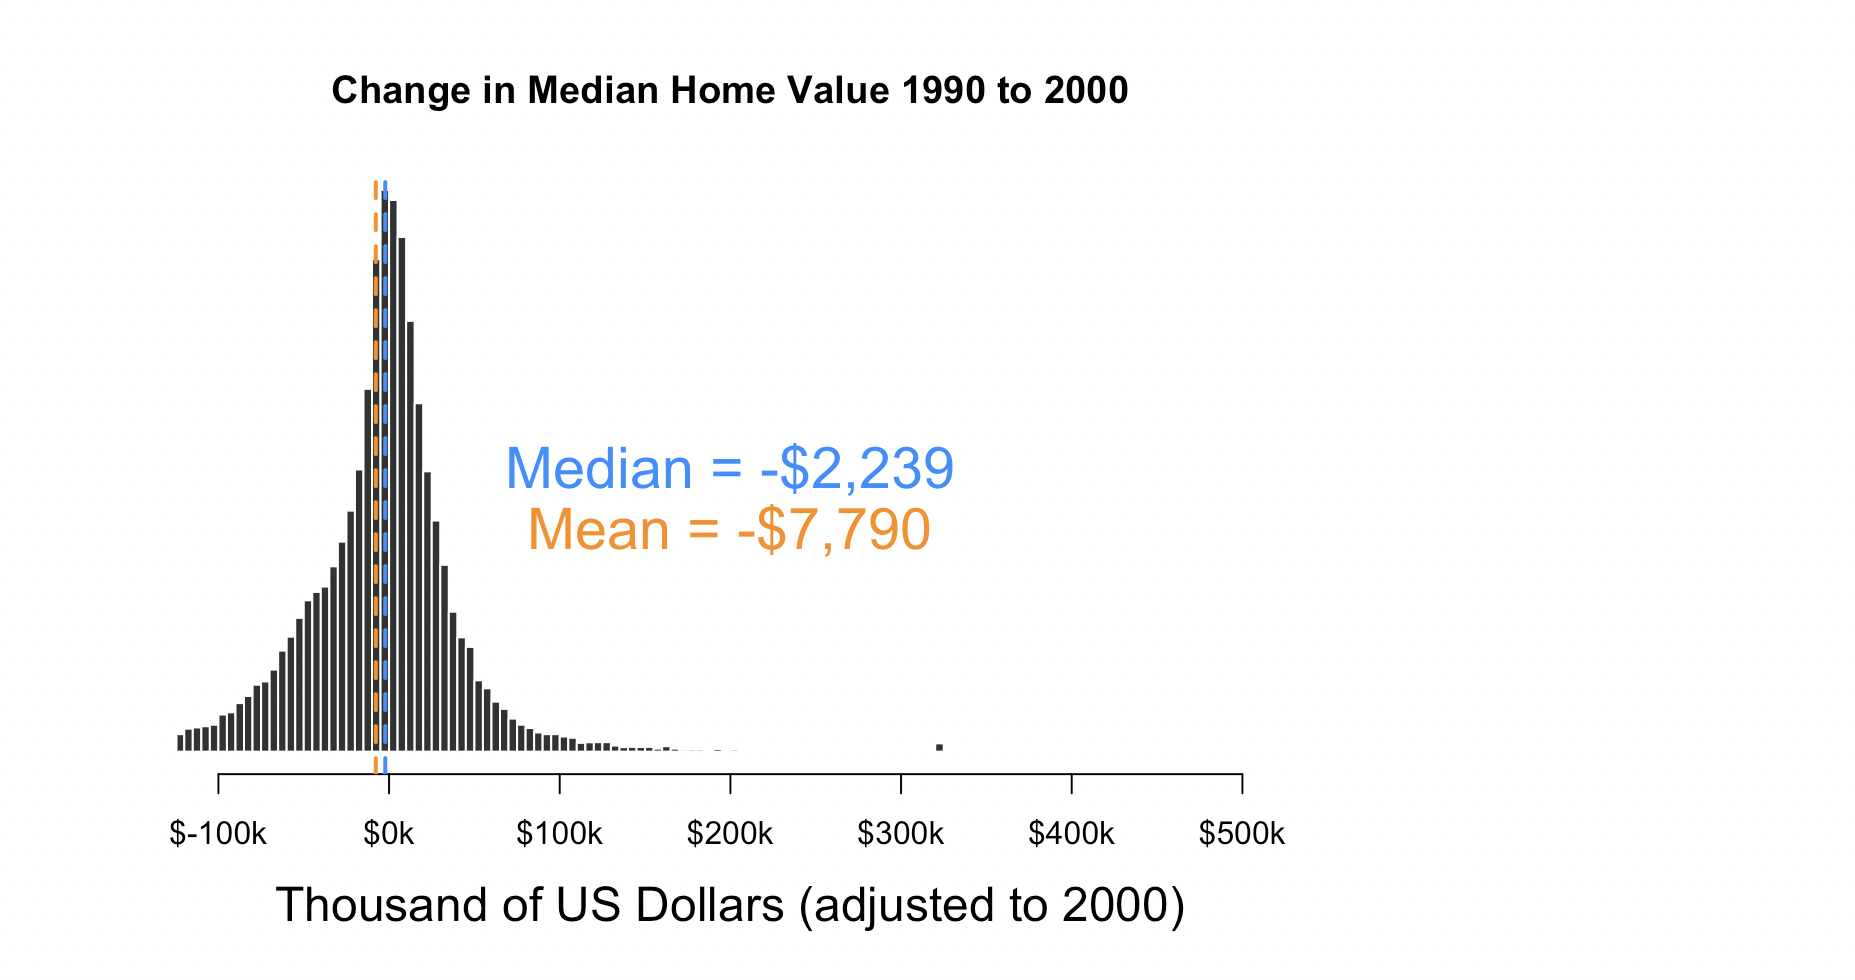 Change in Median Home Value 1990 to 2000
Median = -$2,239
Mean = -$7,790
$-100k $0k $100k $200k $300k $400k $500k
Thousand of US Dollars (adjusted to 2000)